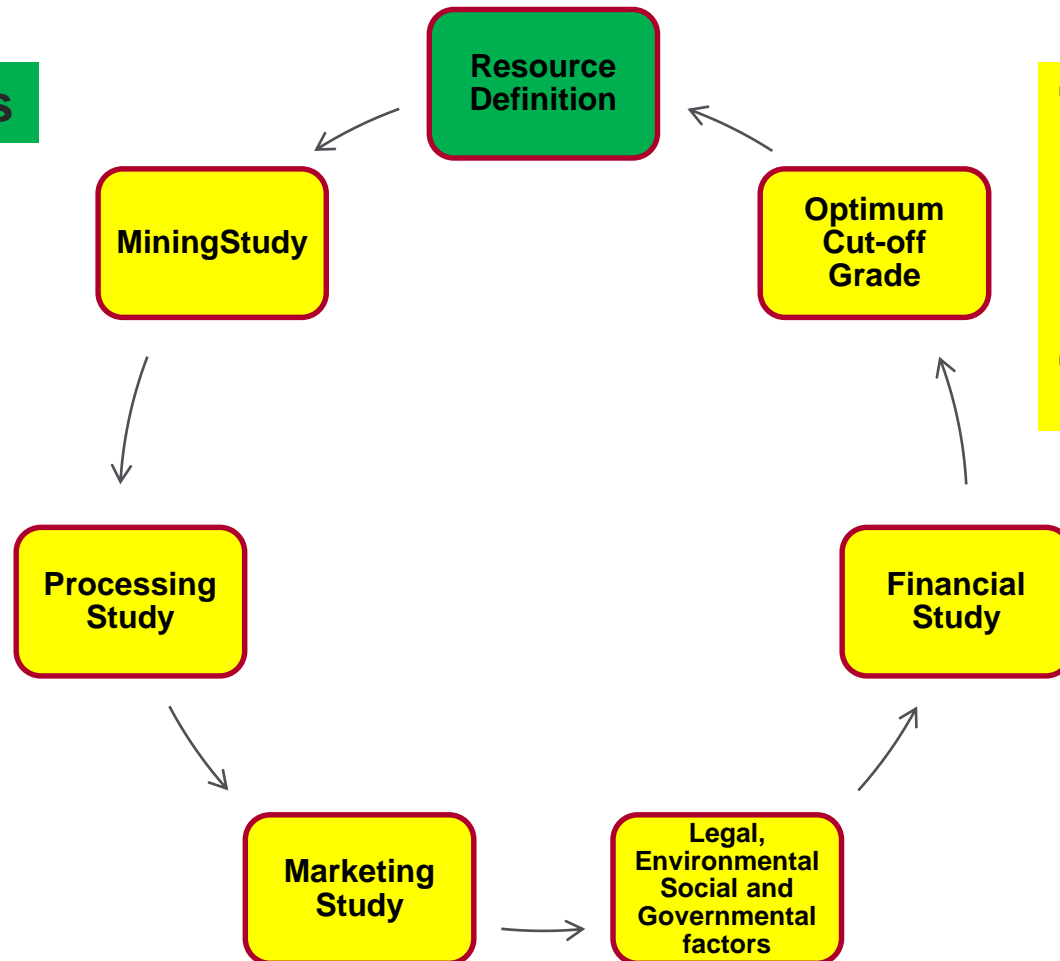 Resource
Definition
s
MiningStudy
Optimum
Cut-off
Grade
Processing
Study
Financial
Study
Marketing
Study
Legal,
Environmental
Social and
Governmental
factors